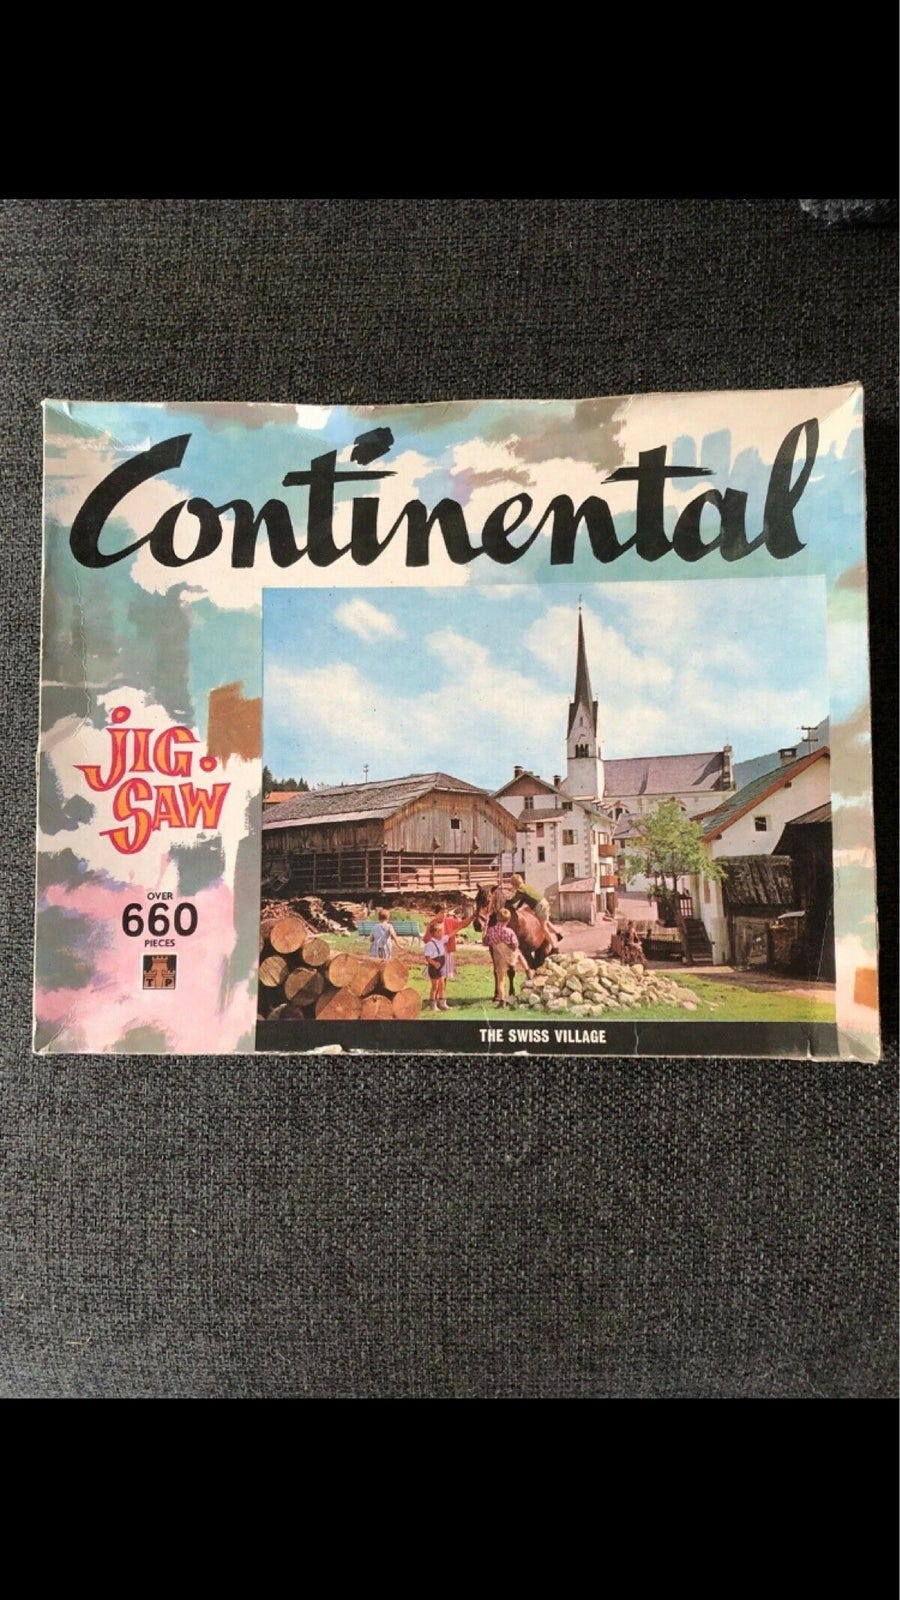 Continental
JIG.
SAW
OVER
660
PIECES
T P
THE SWISS VILLAGE